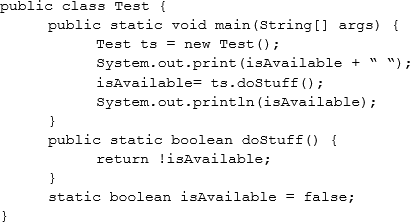 public class Test {
public static void main(String[] args) {
Test ts = new Test();
System.out.print(isAvailable + “ “);
isAvailable= ts.doStuff();
System.out.println(isAvailable);
}
public static boolean doStuff() {
return !isAvailable;
}
static boolean isAvailable = false;
}